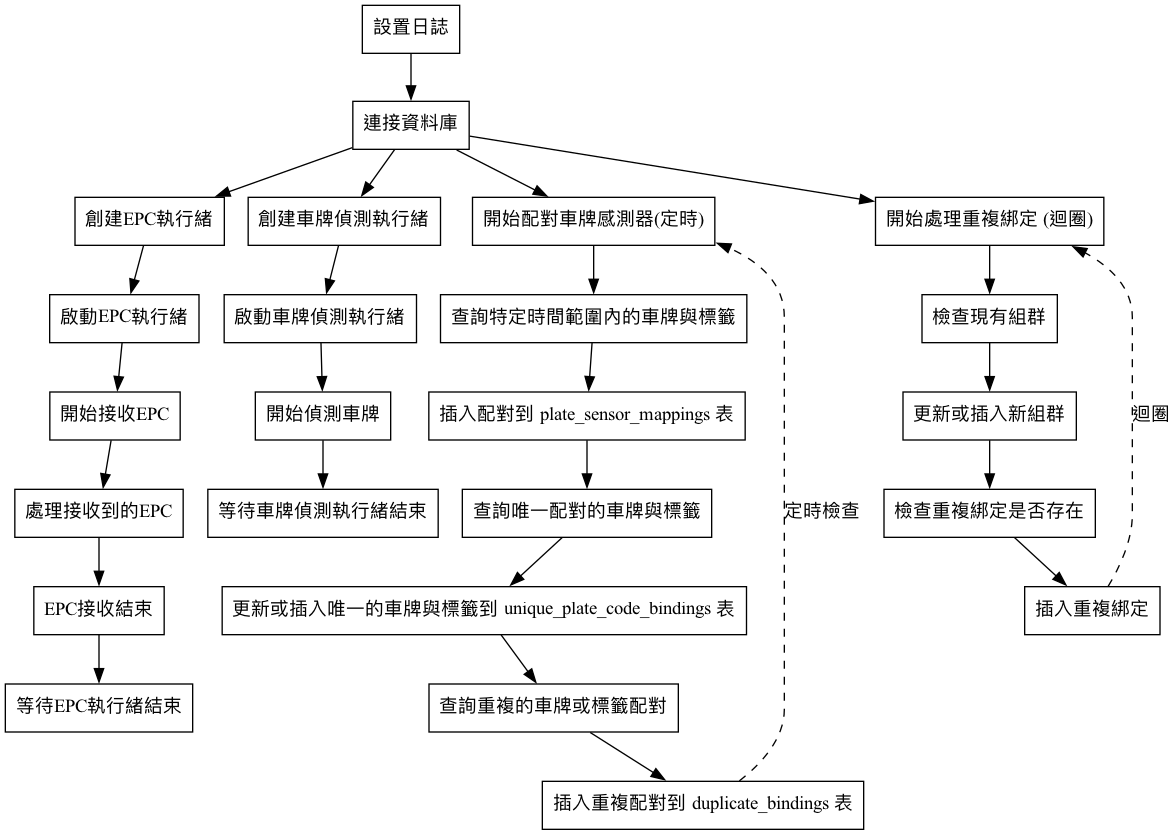 設置日誌
連接資料庫
創建EPC執行緒
創建車牌偵測執行緒
開始配對車牌感測器(定時)
開始處理重複綁定 (迴圈)
啟動EPC執行緒
啟動車牌偵測執行緒
查詢特定時間範圍內的車牌與標籤
檢查現有組群
開始接收EPC
開始偵測車牌
插入配對到 plate_sensor_mappings 表
更新或插入新組群
迴圈
處理接收到的EPC
等待車牌偵測執行緒結束
查詢唯一配對的車牌與標籤
定時檢查
檢查重複綁定是否存在
EPC接收結束
更新或插入唯一的車牌與標籤到 unique_plate_code_bindings 表
插入重複綁定
等待EPC執行緒結束
查詢重複的車牌或標籤配對
插入重複配對到 duplicate_bindings 表